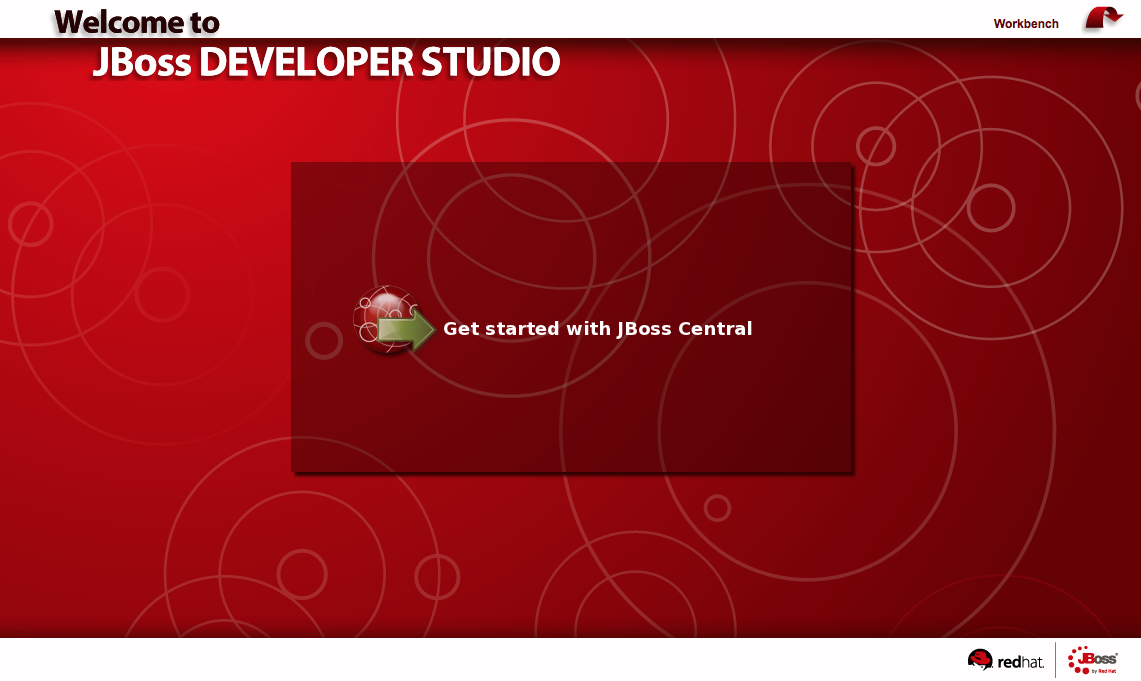 Welcome to
Workbench
JBoss DEVELOPER STUDIO
Get started with JBoss Central
redhat.
JBoss
by Red Hat